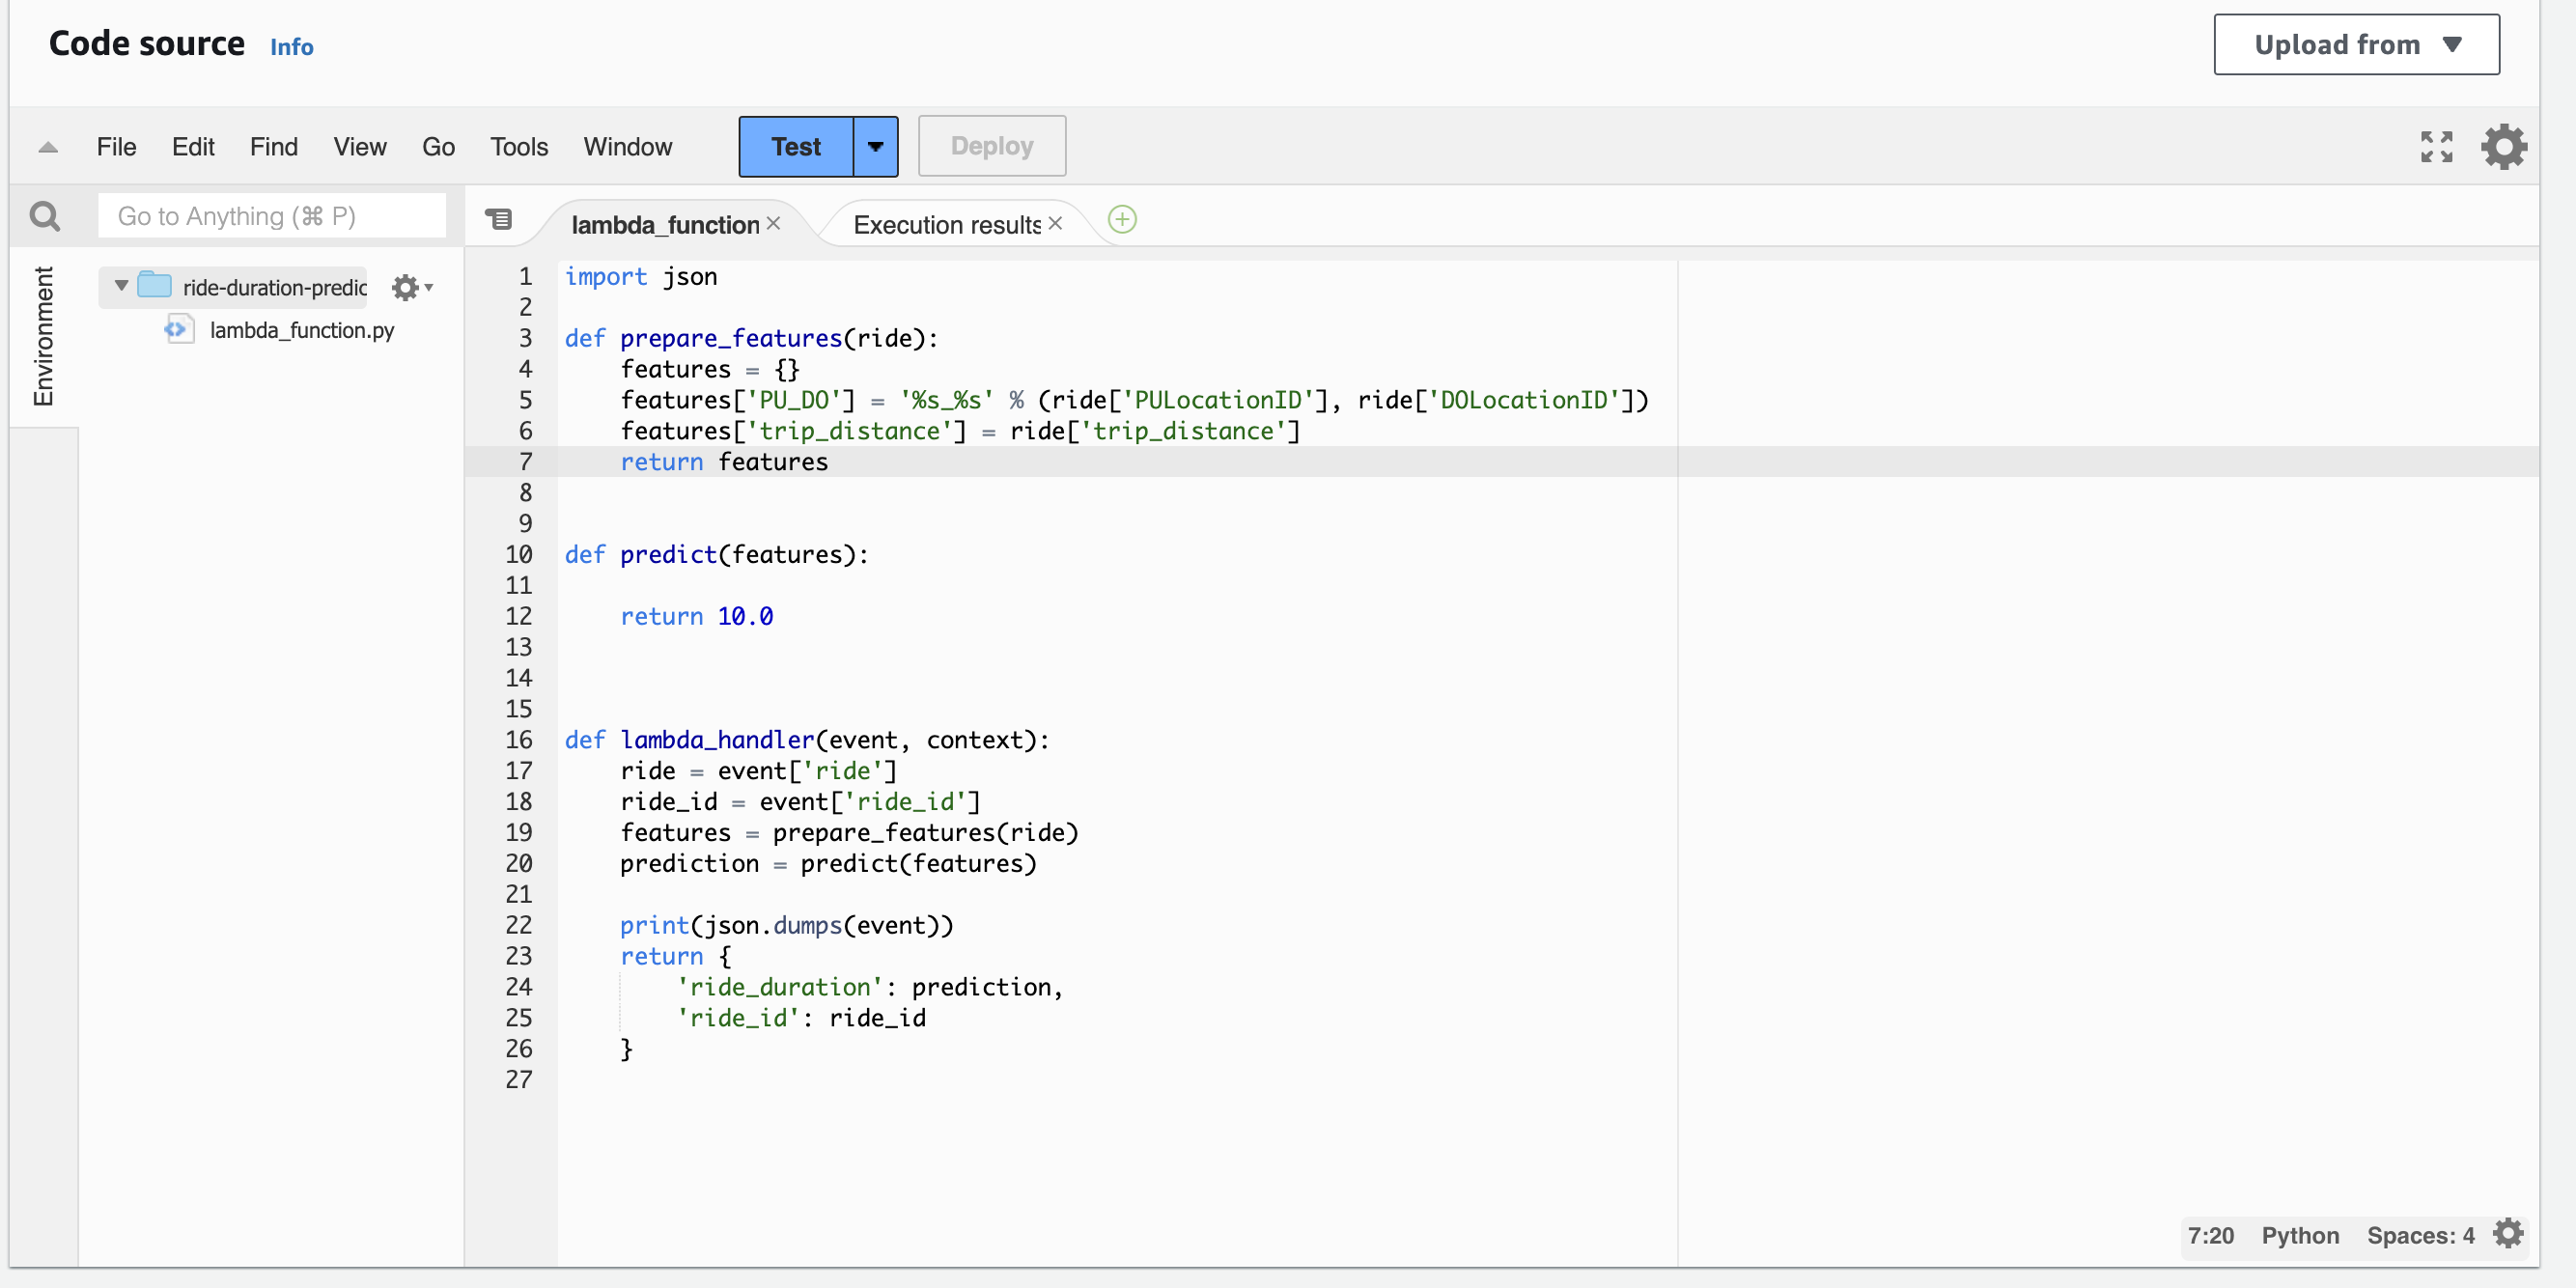 Code source Info
Upload from
File Edit Find View Go Tools Window Test Deploy
Go to Anything (⌘ P)
lambda_function Execution results
Environment
ride-duration-predic
lambda_function.py
1 import json
2
3 def prepare_features(ride):
4     features = {}
5     features['PU_DO'] = '%s_%s' % (ride['PULocationID'], ride['DOLocationID'])
6     features['trip_distance'] = ride['trip_distance']
7     return features
8
9
10 def predict(features):
11
12     return 10.0
13
14
15
16 def lambda_handler(event, context):
17     ride = event['ride']
18     ride_id = event['ride_id']
19     features = prepare_features(ride)
20     prediction = predict(features)
21
22     print(json.dumps(event))
23     return {
24         'ride_duration': prediction,
25         'ride_id': ride_id
26     }
27
7:20 Python Spaces: 4